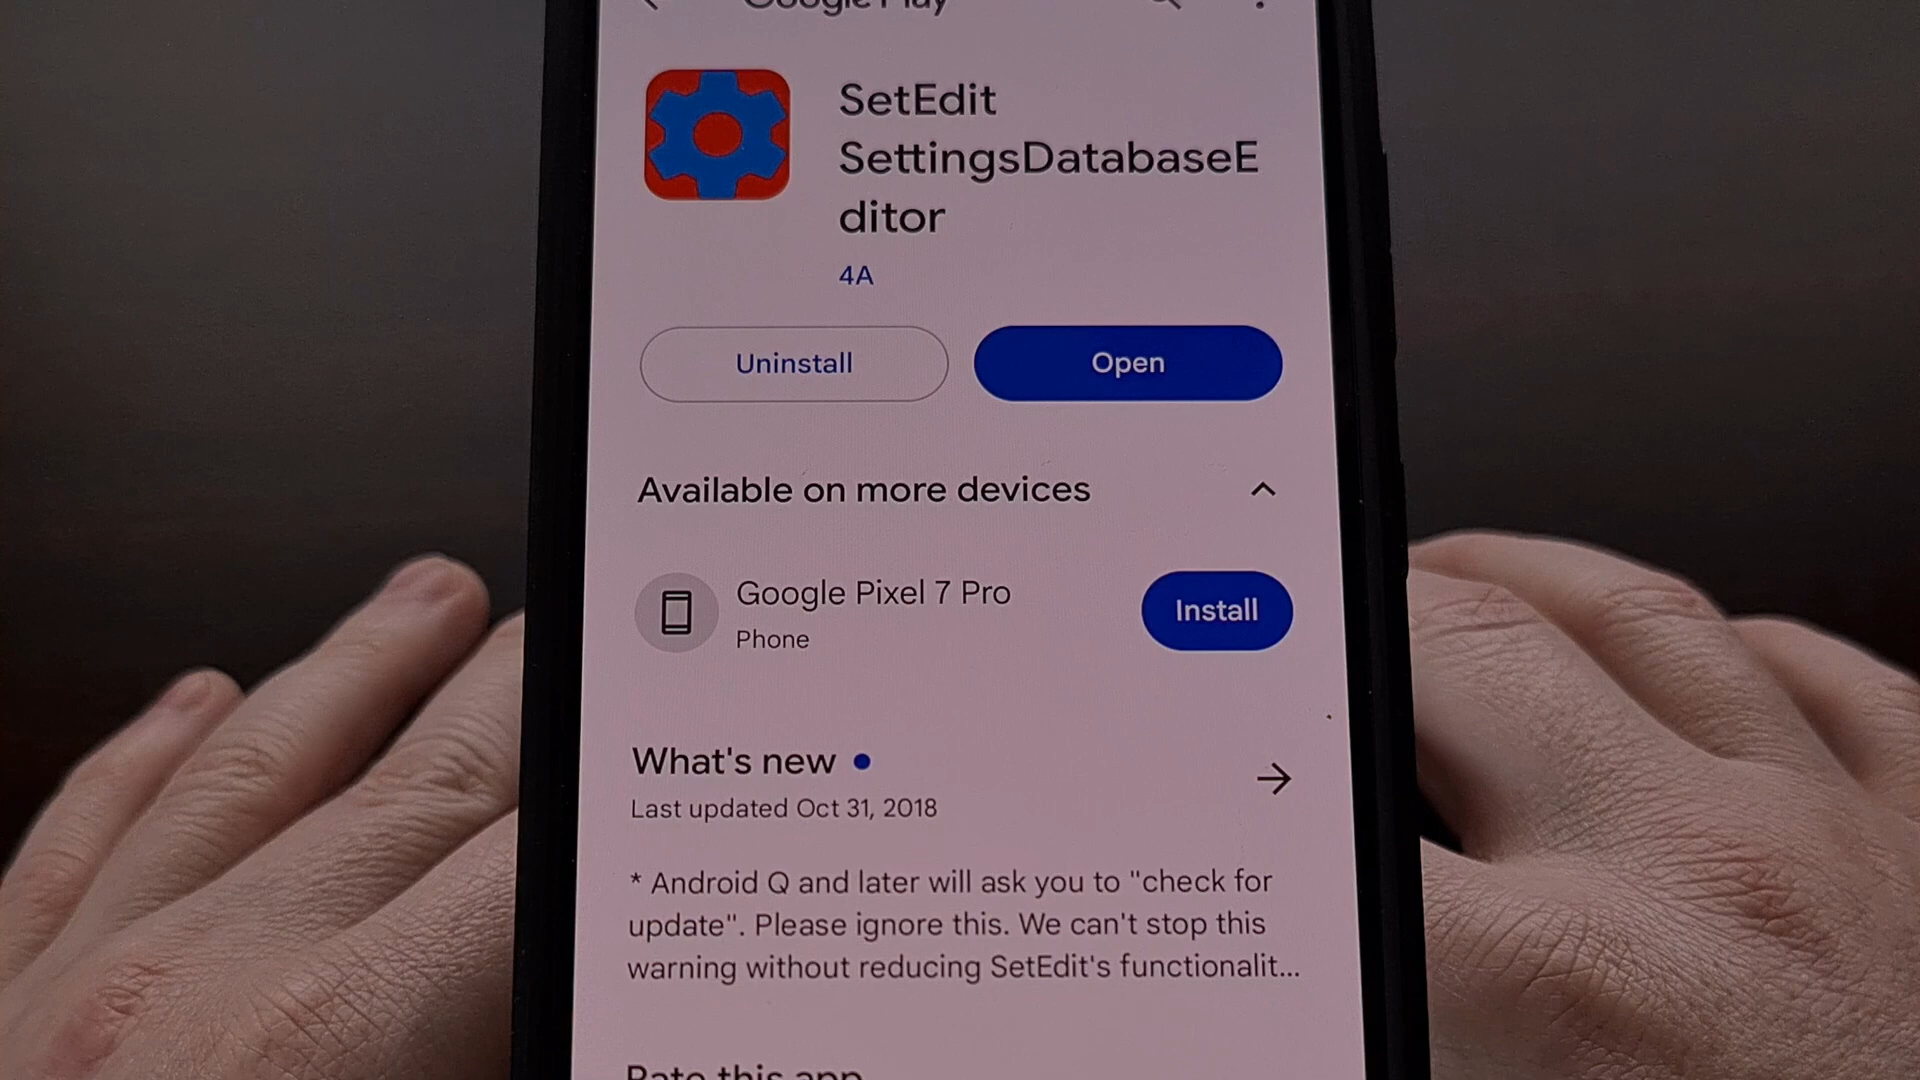 Google Play
SetEdit
SettingsDatabaseE
ditor
4A
Uninstall
Open
Available on more devices
Google Pixel 7 Pro
Phone
Install
What's new
Last updated Oct 31, 2018
* Android Q and later will ask you to "check for
update". Please ignore this. We can't stop this
warning without reducing SetEdit's functionalit...
Rate this app